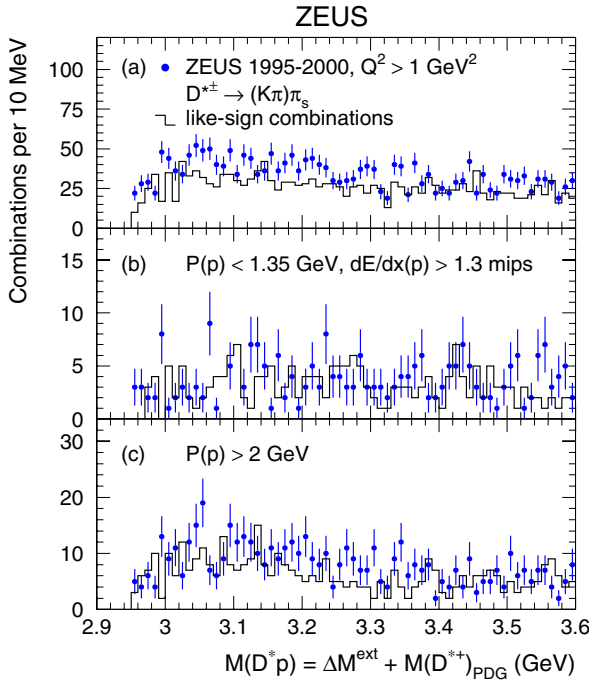 ZEUS
Combinations per 10 MeV
(a) ZEUS 1995-2000, Q² > 1 GeV²
D*± → (Kπ)πₛ
like-sign combinations
100
75
50
25
0
(b) P(p) < 1.35 GeV, dE/dx(p) > 1.3 mips
15
10
5
0
(c) P(p) > 2 GeV
30
20
10
0
2.9 3 3.1 3.2 3.3 3.4 3.5 3.6
M(D*p) = ΔM^ext + M(D*+)_PDG (GeV)